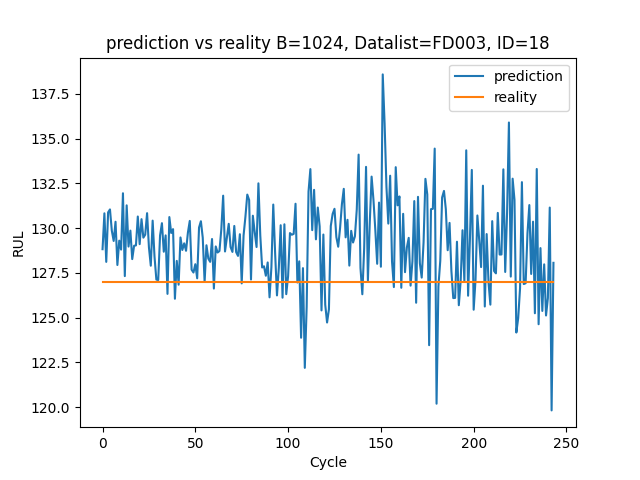 prediction vs reality B=1024, Datalist=FD003, ID=18
prediction
reality
137.5
135.0
132.5
130.0
127.5
125.0
122.5
120.0
RUL
0 50 100 150 200 250
Cycle